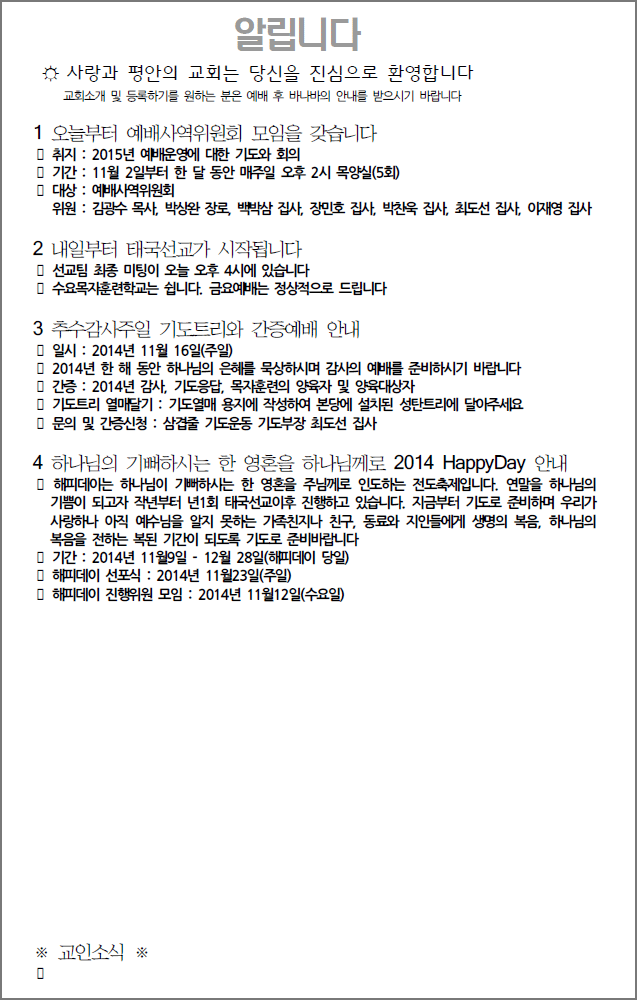 알립니다
☼ 사랑과 평안의 교회는 당신을 진심으로 환영합니다
교회소개 및 등록하기를 원하는 분은 예배 후 바나바의 안내를 받으시기 바랍니다
1 오늘부터 예배사역위원회 모임을 갖습니다
▯ 취지 : 2015년 예배운영에 대한 기도와 회의
▯ 기간 : 11월 2일부터 한 달 동안 매주일 오후 2시 목양실(5회)
▯ 대상 : 예배사역위원회
위원 : 김광수 목사, 박상완 장로, 백박삼 집사, 장민호 집사, 박찬욱 집사, 최도선 집사, 이재영 집사
2 내일부터 태국선교가 시작됩니다
▯ 선교팀 최종 미팅이 오늘 오후 4시에 있습니다
▯ 수요목자훈련학교는 쉽니다. 금요예배는 정상적으로 드립니다
3 추수감사주일 기도트리와 간증예배 안내
▯ 일시 : 2014년 11월 16일(주일)
▯ 2014년 한 해 동안 하나님의 은혜를 묵상하시며 감사의 예배를 준비하시기 바랍니다
▯ 간증 : 2014년 감사, 기도응답, 목자훈련의 양육자 및 양육대상자
▯ 기도트리 열매달기 : 기도열매 용지에 작성하여 본당에 설치된 성탄트리에 달아주세요
▯ 문의 및 간증신청 : 삼겹줄 기도운동 기도부장 최도선 집사
4 하나님의 기뻐하시는 한 영혼을 하나님께로 2014 HappyDay 안내
▯ 해피데이는 하나님이 기뻐하시는 한 영혼을 주님께로 인도하는 전도축제입니다. 연말을 하나님의
기쁨이 되고자 작년부터 년1회 태국선교이후 진행하고 있습니다. 지금부터 기도로 준비하며 우리가
사랑하나 아직 예수님을 알지 못하는 가족친지나 친구, 동료와 지인들에게 생명의 복음, 하나님의
복음을 전하는 복된 기간이 되도록 기도로 준비바랍니다
▯ 기간 : 2014년 11월9일 - 12월 28일(해피데이 당일)
▯ 해피데이 선포식 : 2014년 11월23일(주일)
▯ 해피데이 진행위원 모임 : 2014년 11월12일(수요일)
※ 교인소식 ※
▯